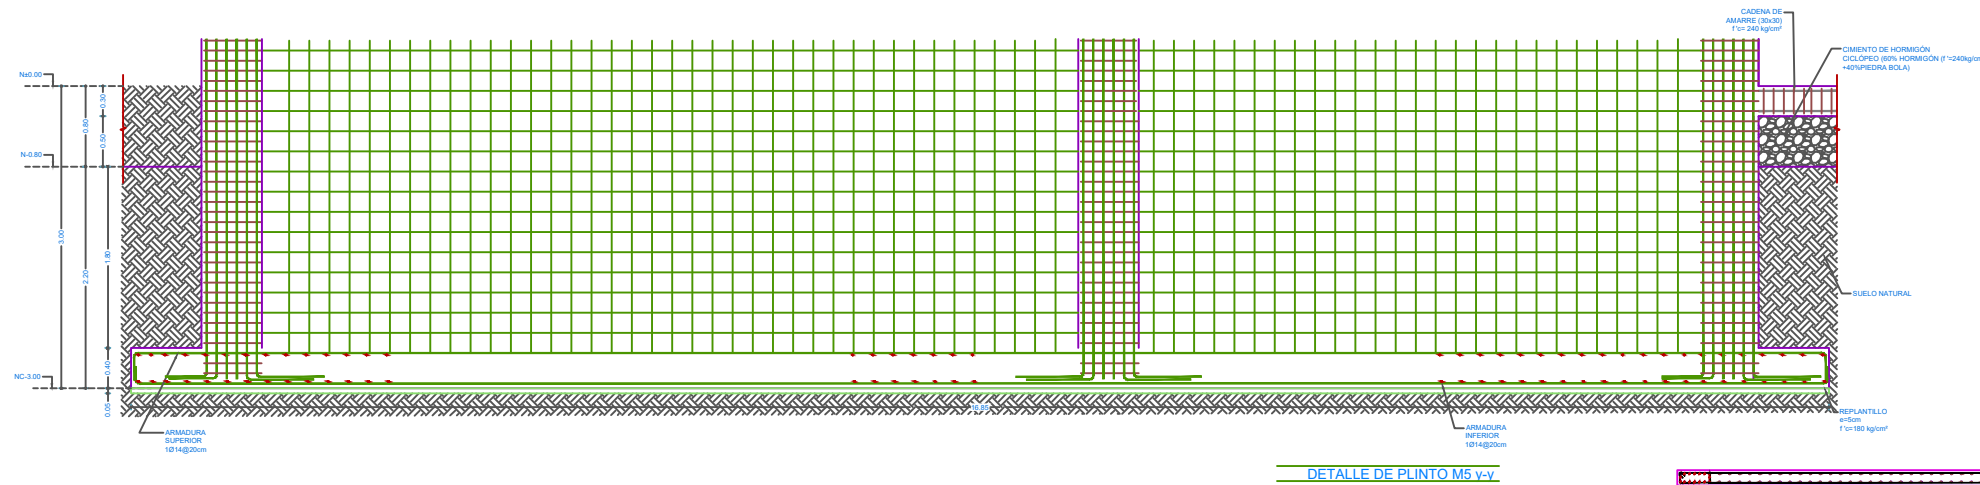 CADENA DE
AMARRE (30x30)
f 'c= 240 kg/cm²
CIMIENTO DE HORMIGÓN
CICLÓPEO (60% HORMIGÓN (f '=240kg/cm
+40%PIEDRA BOLA)
N±0.00
0.30
0.80
0.50
N-0.80
3.00
1.80
2.20
SUELO NATURAL
0.40
NC-3.00
0.05
16.85
REPLANTILLO
e=5cm
f 'c=180 kg/cm²
ARMADURA
SUPERIOR
1Ø14@20cm
ARMADURA
INFERIOR
1Ø14@20cm
DETALLE DE PLINTO M5 y-y